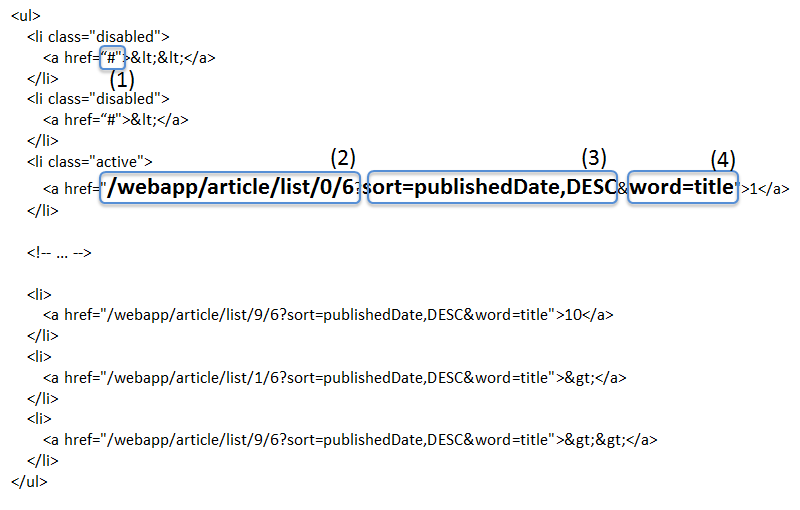 <ul>
<li class="disabled">
<a href=“#">&lt;&lt;</a>
</li>
(1)
<li class="disabled">
<a href=“#">&lt;</a>
</li>
<li class="active">
(2) (3) (4)
<a href="/webapp/article/list/0/6?sort=publishedDate,DESC&word=title">1</a>
</li>
<!-- ... -->
<li>
<a href="/webapp/article/list/9/6?sort=publishedDate,DESC&word=title">10</a>
</li>
<li>
<a href="/webapp/article/list/1/6?sort=publishedDate,DESC&word=title">&gt;</a>
</li>
<li>
<a href="/webapp/article/list/9/6?sort=publishedDate,DESC&word=title">&gt;&gt;</a>
</li>
</ul>